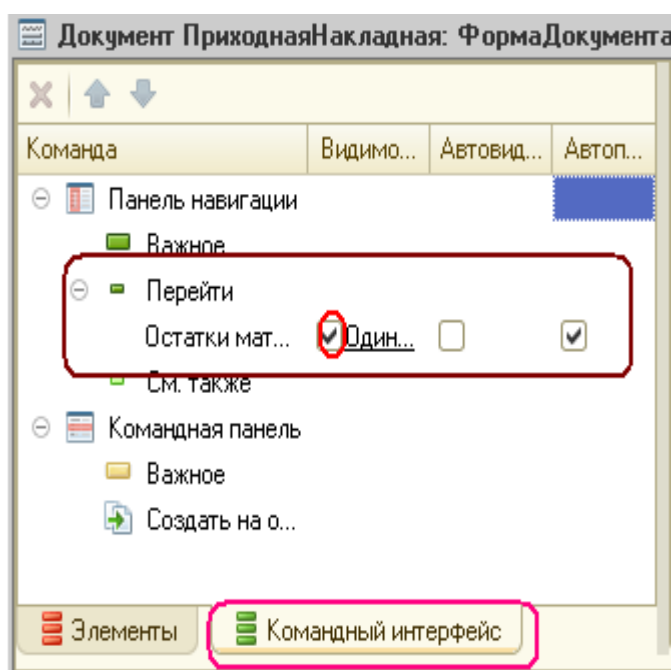 Документ ПриходнаяНакладная: ФормаДокумента
Команда Видимо... Автовид... Автоп...
Панель навигации
Важное
Перейти
Остатки мат... Один...
См. также
Командная панель
Важное
Создать на о...
Элементы Командный интерфейс